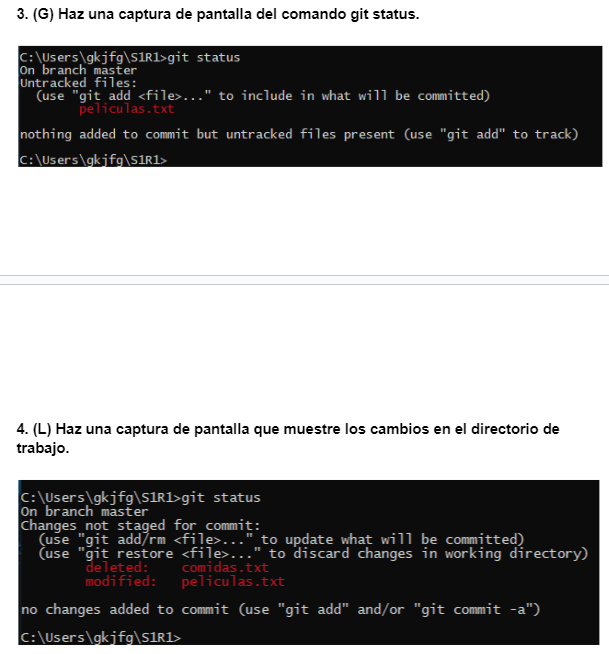 3. (G) Haz una captura de pantalla del comando git status.
C:\Users\gkjfg\S1R1>git status
On branch master
Untracked files:
  (use "git add <file>..." to include in what will be committed)
        peliculas.txt
nothing added to commit but untracked files present (use "git add" to track)
C:\Users\gkjfg\S1R1>
4. (L) Haz una captura de pantalla que muestre los cambios en el directorio de
trabajo.
C:\Users\gkjfg\S1R1>git status
On branch master
Changes not staged for commit:
  (use "git add/rm <file>..." to update what will be committed)
  (use "git restore <file>..." to discard changes in working directory)
        deleted:    comidas.txt
        modified:   peliculas.txt
no changes added to commit (use "git add" and/or "git commit -a")
C:\Users\gkjfg\S1R1>